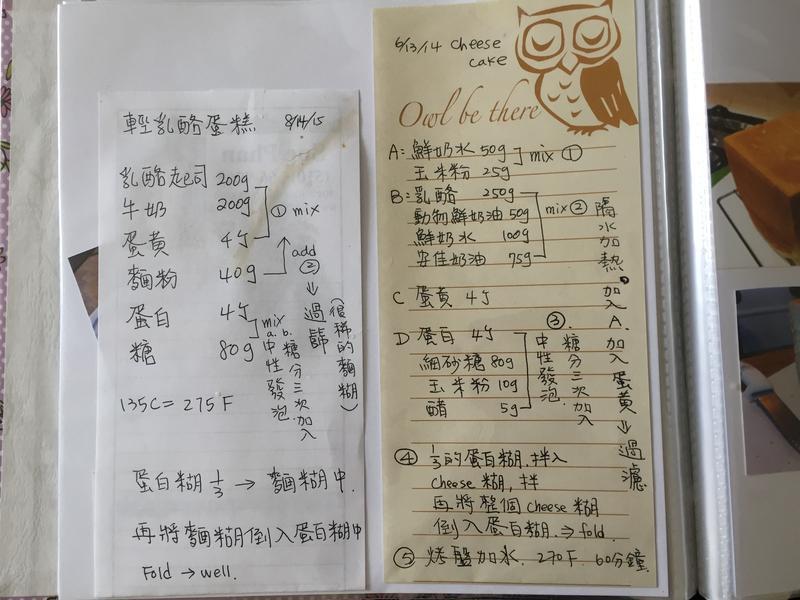 輕乳酪蛋糕 8/14/15
乳酪起司 200g
牛奶 200g
蛋黃 4个
① mix
麵粉 40g
add ②
⇒ 過篩
(很稀的麵糊)
蛋白 4个
糖 80g
mix
a. b.
中性發泡
糖分三次加入
135C = 275F
蛋白糊 1/3 → 麵糊中.
再將麵糊倒入蛋白糊中
Fold → well.
6/13/14 cheese
cake
Owl be there
A: 鮮奶水 50g
玉米粉 25g
mix ①
B: 乳酪 250g
動物鮮奶油 50g
鮮奶水 100g
安佳奶油 75g
mix ②
隔水加熱, 加入 A. 加入蛋黃 ⇒ 過濾
C 蛋黃 4个
D 蛋白 4个
細砂糖 80g
玉米粉 10g
醋 5g
③.
中性發泡
糖分三次加入
④ 1/3的蛋白糊.拌入
cheese 糊, 拌
再將整個 cheese 糊
倒入蛋白糊. ⇒ fold.
⑤ 烤盤加水. 270F. 60分鐘.